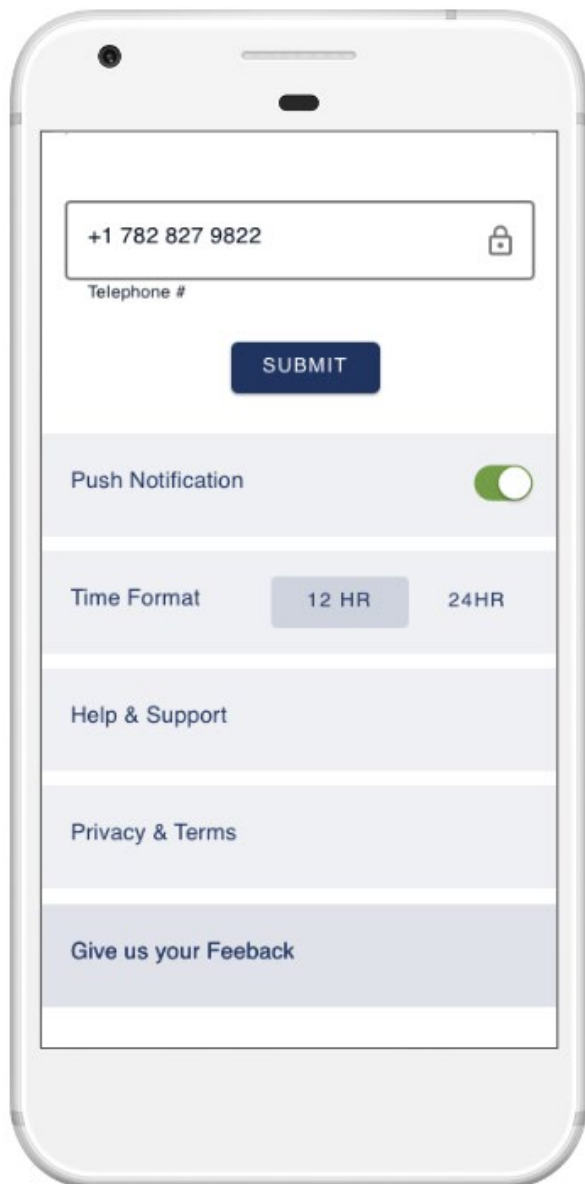 +1 782 827 9822
Telephone #
SUBMIT
Push Notification
Time Format 12 HR 24HR
Help & Support
Privacy & Terms
Give us your Feeback